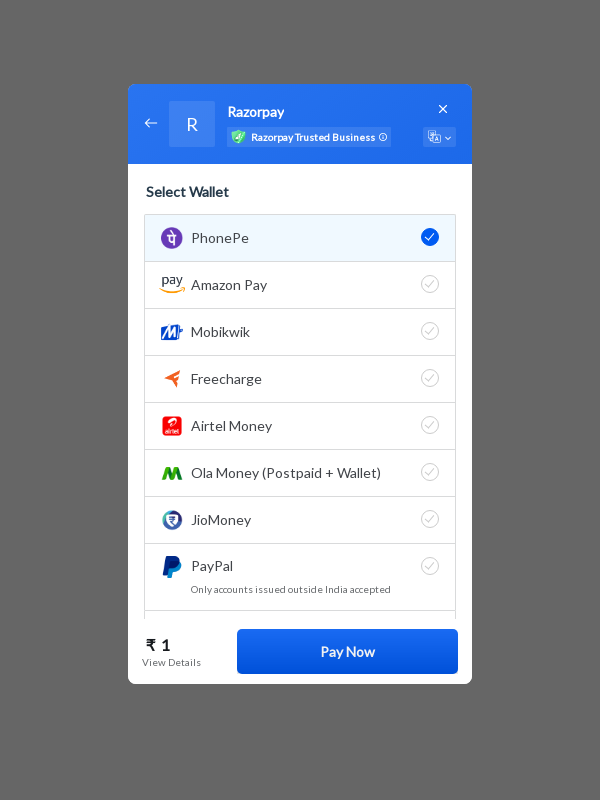 R
Razorpay
Razorpay Trusted Business
Select Wallet
PhonePe
pay
Amazon Pay
Mobikwik
Freecharge
airtel
Airtel Money
Ola Money (Postpaid + Wallet)
JioMoney
PayPal
Only accounts issued outside India accepted
₹ 1
View Details
Pay Now